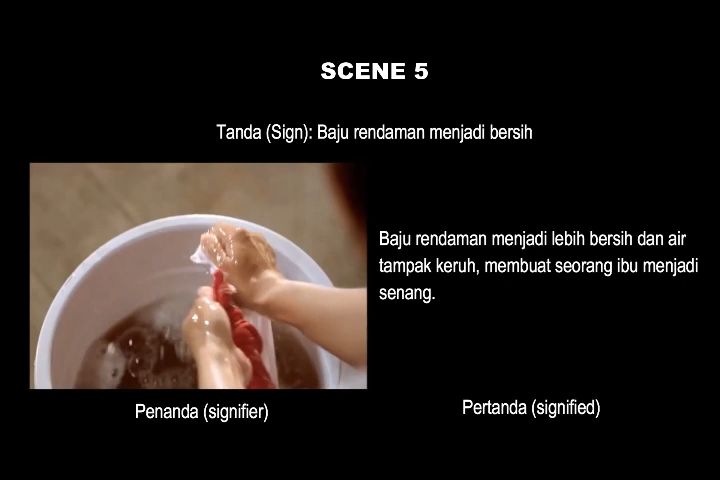 SCENE 5
Tanda (Sign): Baju rendaman menjadi bersih
Baju rendaman menjadi lebih bersih dan air
tampak keruh, membuat seorang ibu menjadi
senang.
Penanda (signifier)
Pertanda (signified)